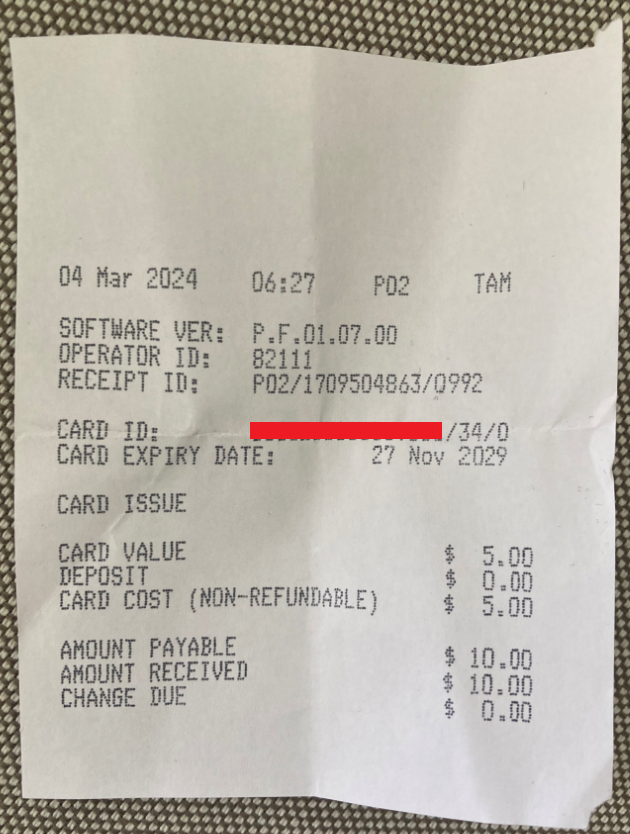 04 Mar 2024 06:27 P02 TAM
SOFTWARE VER: P.F.01.07.00
OPERATOR ID: 82111
RECEIPT ID: P02/1709504863/0992
CARD ID: /34/0
CARD EXPIRY DATE: 27 Nov 2029
CARD ISSUE
CARD VALUE $ 5.00
DEPOSIT $ 0.00
CARD COST (NON-REFUNDABLE) $ 5.00
AMOUNT PAYABLE $ 10.00
AMOUNT RECEIVED $ 10.00
CHANGE DUE $ 0.00